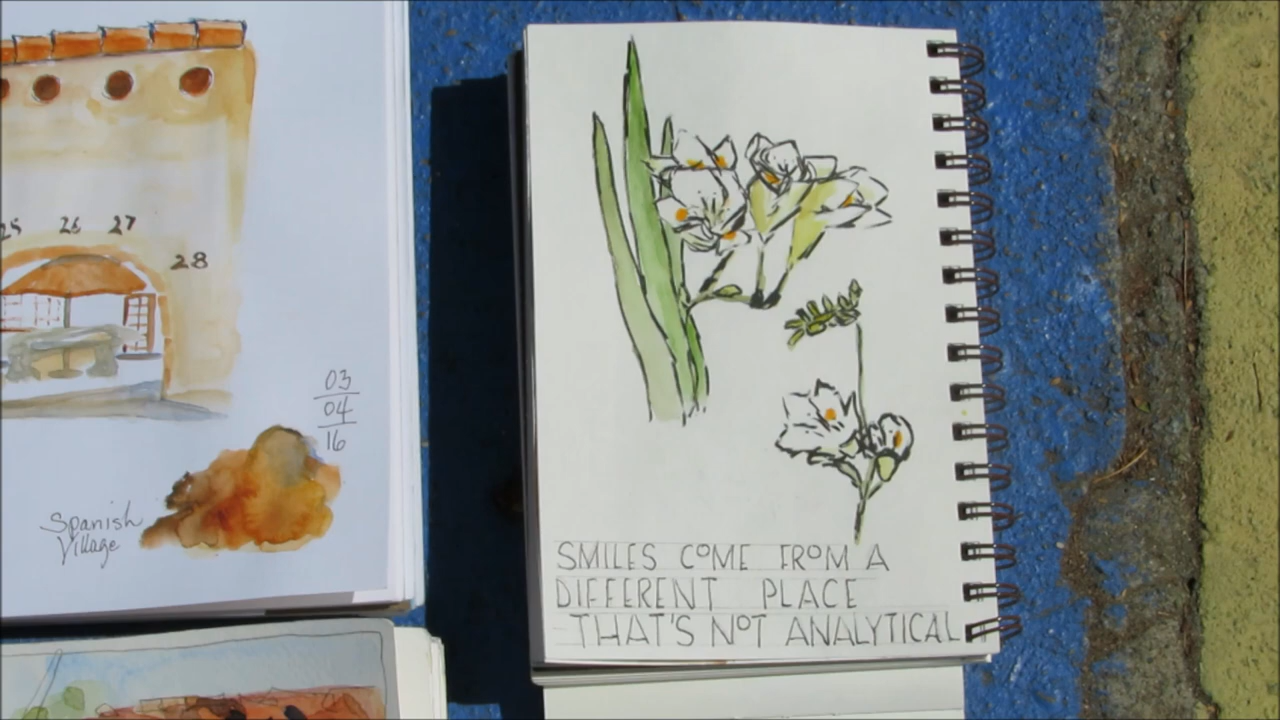 25 26 27
28
03
04
16
Spanish
Village
SMILES COME FROM A
DIFFERENT PLACE
THAT'S NOT ANALYTICAL